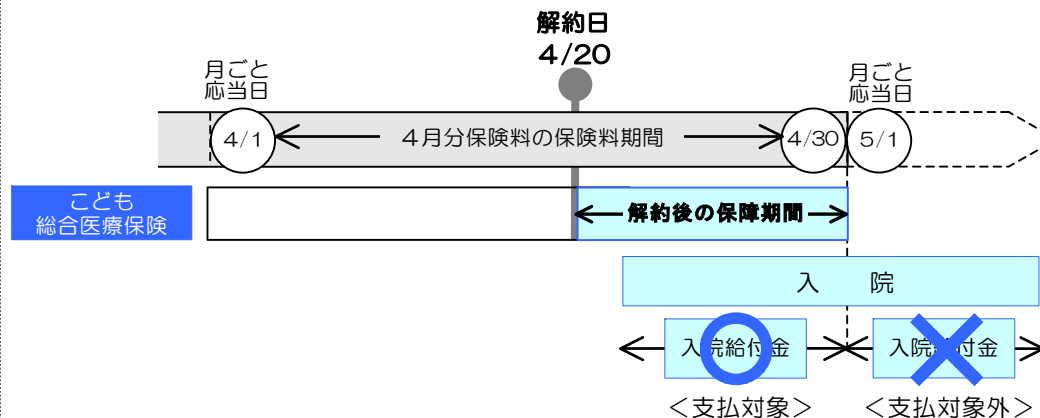 解約日
4/20
月ごと
応当日
月ごと
応当日
4/1
4月分保険料の保険料期間
4/30
5/1
こども
総合医療保険
解約後の保障期間
入 院
入院給付金
入院給付金
＜支払対象＞
＜支払対象外＞